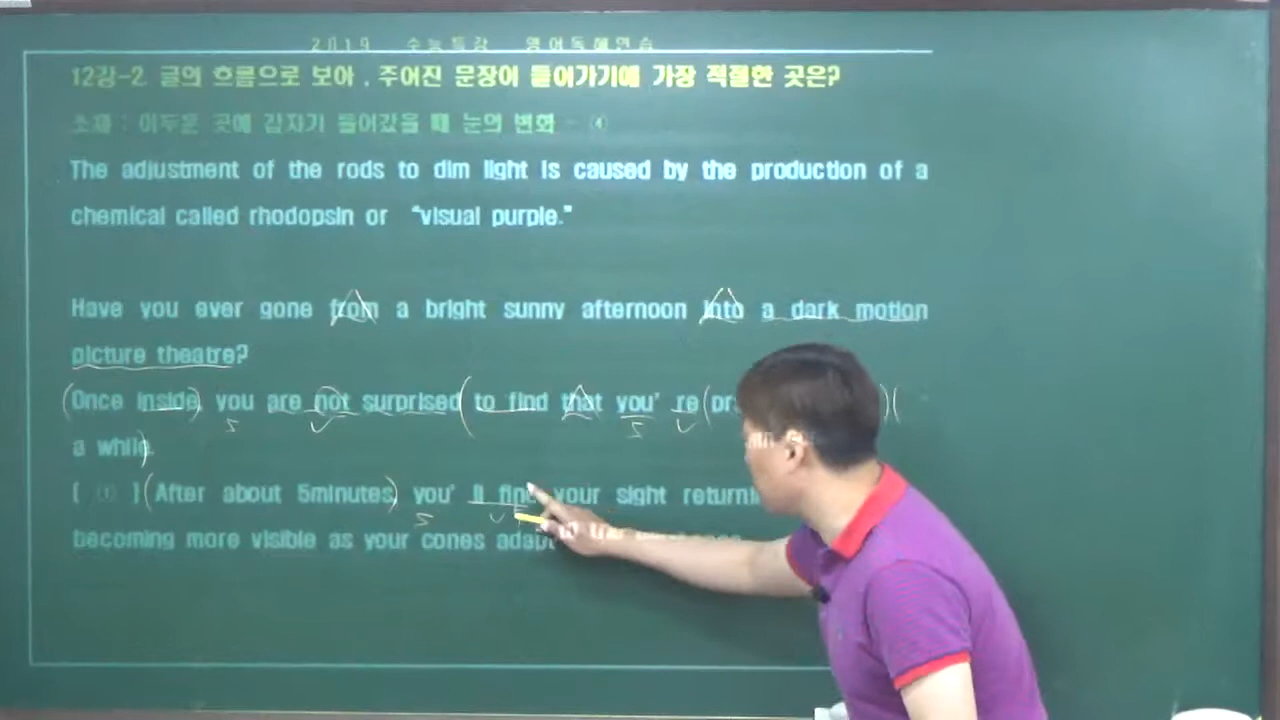 2019 수능특강 영어독해연습
12강-2 글의 흐름으로 보아, 주어진 문장이 들어가기에 가장 적절한 곳은?
소재 : 어두운 곳에 갑자기 들어갔을 때 눈의 변화 - ④
The adjustment of the rods to dim light is caused by the production of a
chemical called rhodopsin or “visual purple.”
Have you ever gone from a bright sunny afternoon into a dark motion
picture theatre?
(Once inside), you are not surprised (to find that you’re (
)(
s v s v
a while).
[ ① ] (After about 5minutes) you’ll find your sight
s v
becoming more visible as your cones adapt